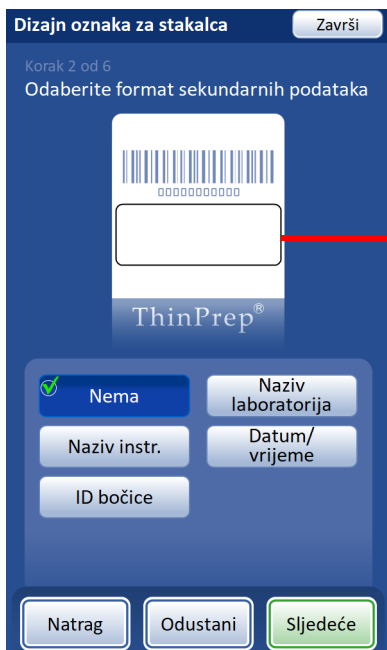 Dizajn oznaka za stakalca
Završi
Korak 2 od 6
Odaberite format sekundarnih podataka
00000000000
ThinPrep®
Nema
Naziv
laboratorija
Naziv instr.
Datum/
vrijeme
ID bočice
Natrag
Odustani
Sljedeće